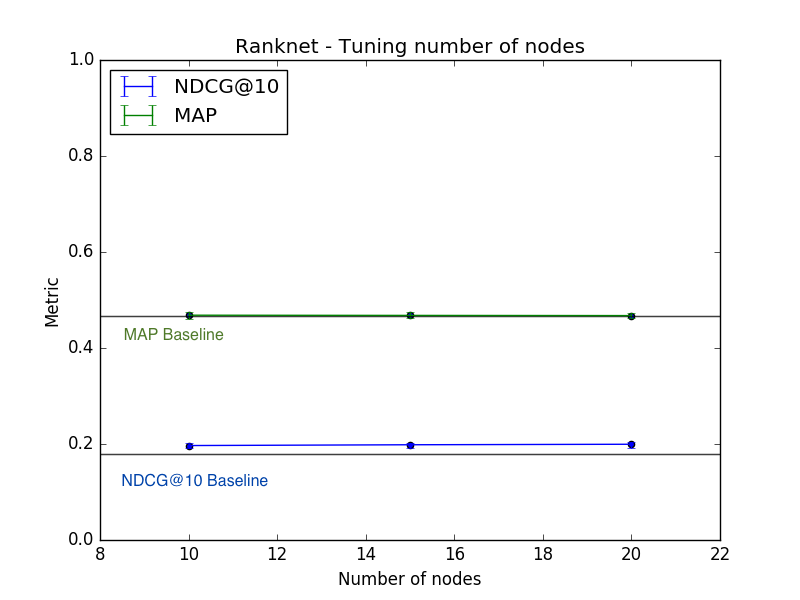 Ranknet - Tuning number of nodes
1.0
NDCG@10
MAP
0.8
0.6
Metric
MAP Baseline
0.4
0.2
NDCG@10 Baseline
0.0
8 10 12 14 16 18 20 22
Number of nodes